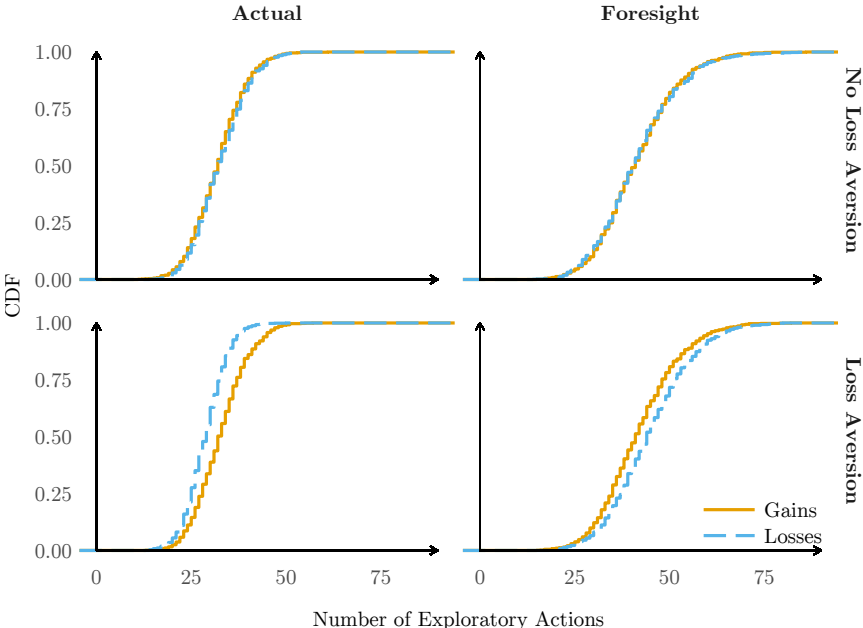 Actual
Foresight
1.00
0.75
0.50
0.25
0.00
No Loss Aversion
CDF
1.00
0.75
0.50
0.25
0.00
Loss Aversion
Gains
Losses
0
25
50
75
0
25
50
75
Number of Exploratory Actions